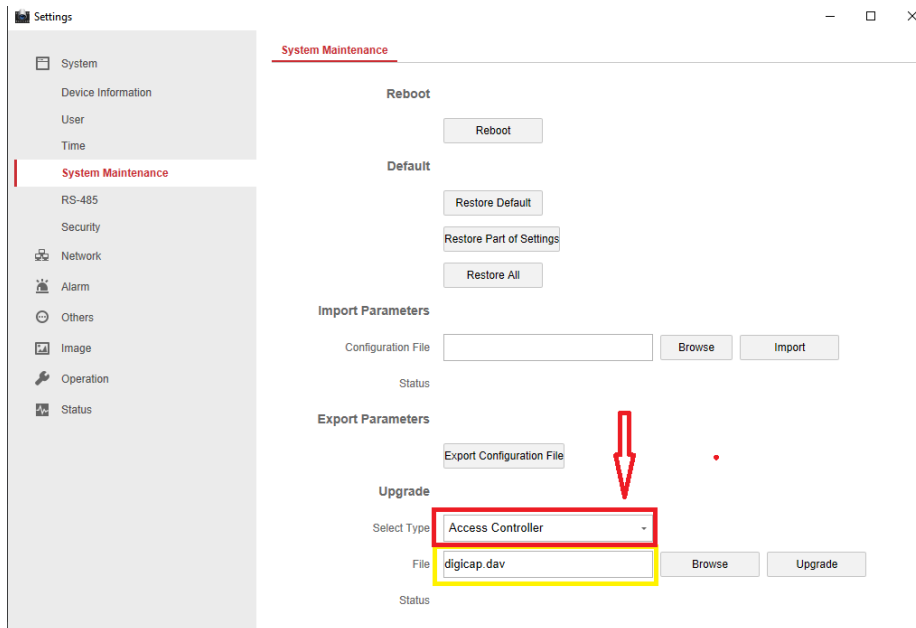 Settings
System
Device Information
User
Time
System Maintenance
RS-485
Security
Network
Alarm
Others
Image
Operation
Status
System Maintenance
Reboot
Reboot
Default
Restore Default
Restore Part of Settings
Restore All
Import Parameters
Configuration File Browse Import
Status
Export Parameters
Export Configuration File
Upgrade
Select Type Access Controller
File digicap.dav Browse Upgrade
Status